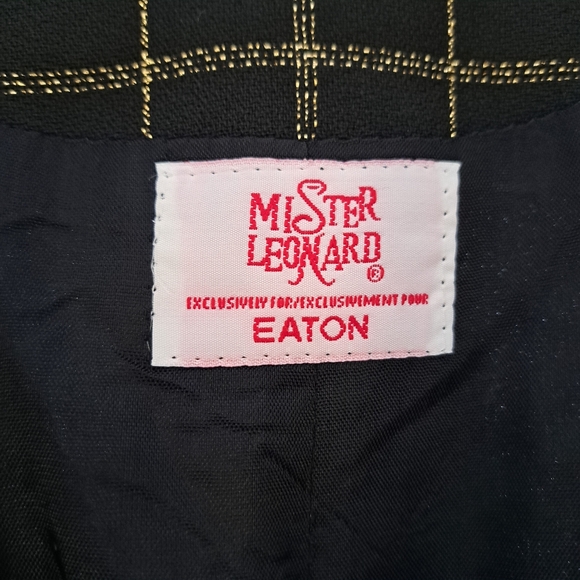 MISTER
LEONARD®
EXCLUSIVELY FOR/EXCLUSIVEMENT POUR
EATON